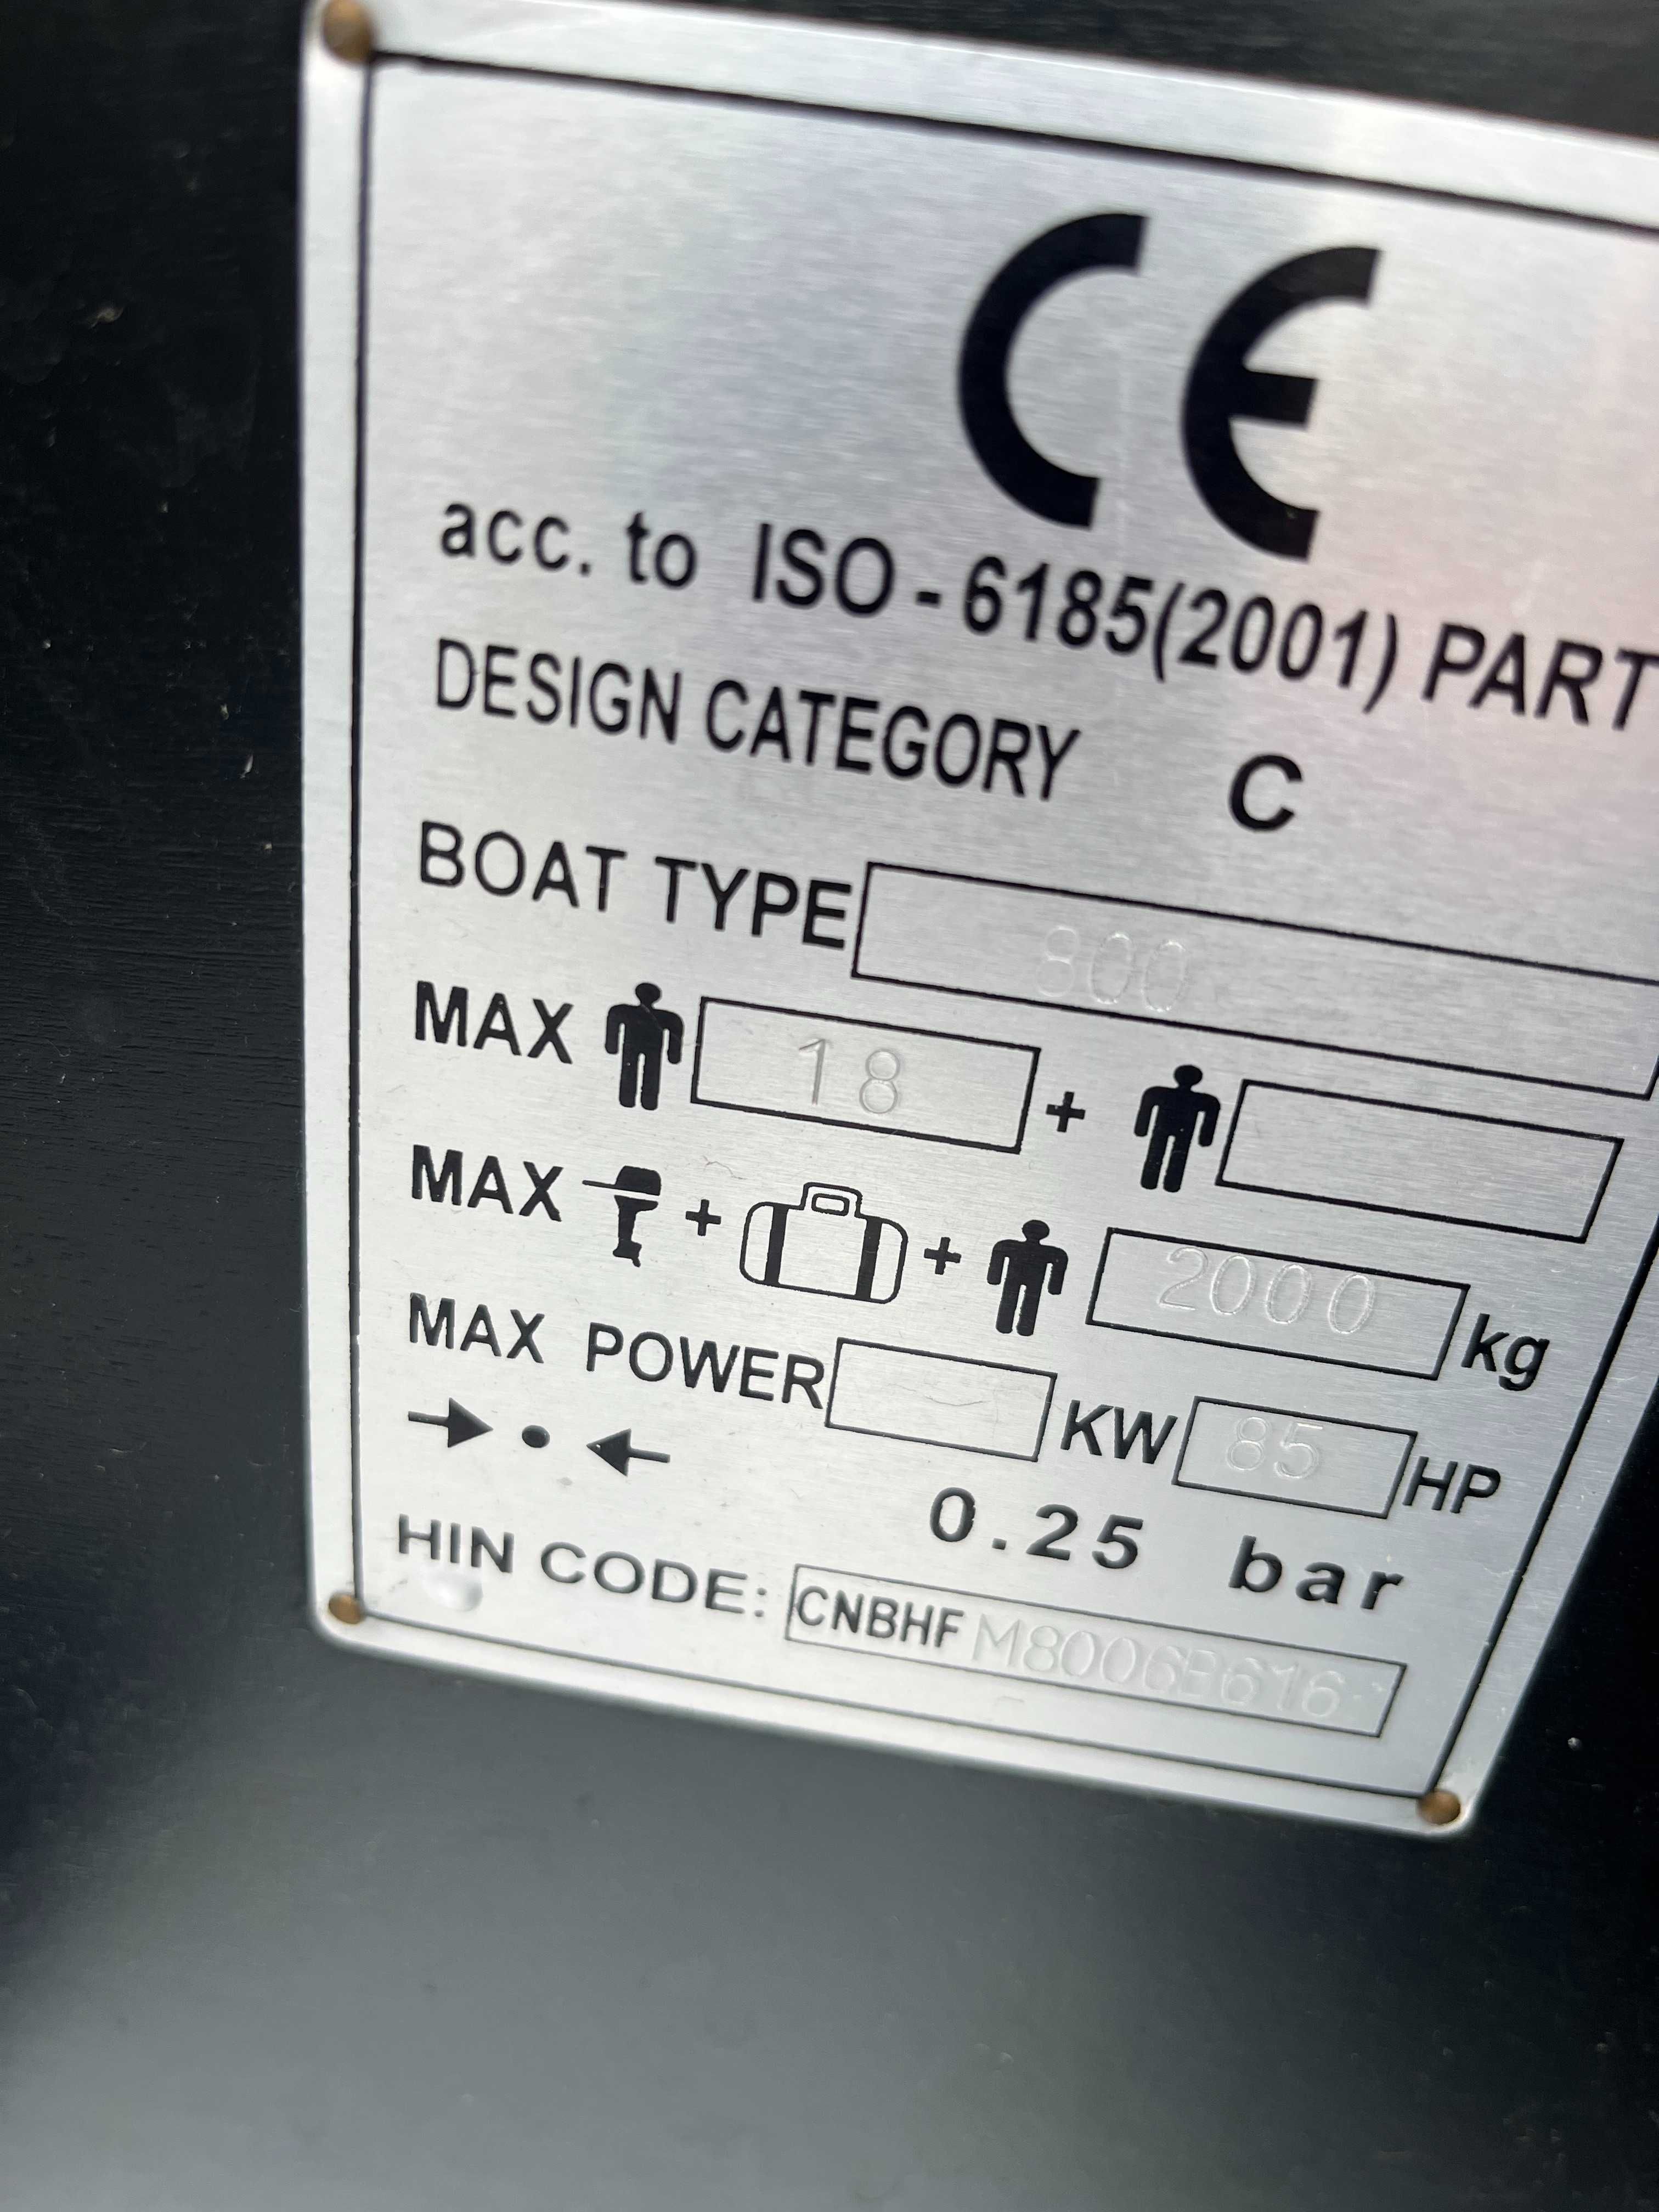 CE
acc. to ISO - 6185(2001) PART
DESIGN CATEGORY C
BOAT TYPE 800
MAX 18 +
MAX + + 2000 kg
MAX POWER KW 85 HP
0.25 bar
HIN CODE: CNBHF M8006B616